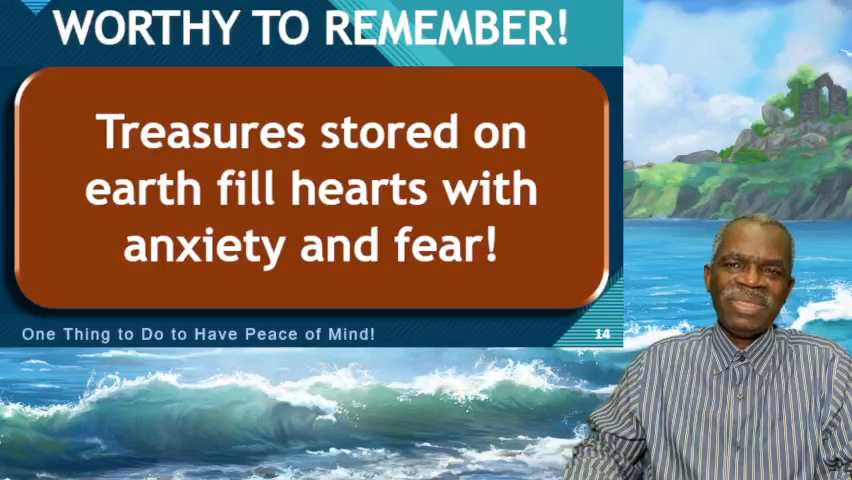 WORTHY TO REMEMBER!
Treasures stored on
earth fill hearts with
anxiety and fear!
One Thing to Do to Have Peace of Mind!
14